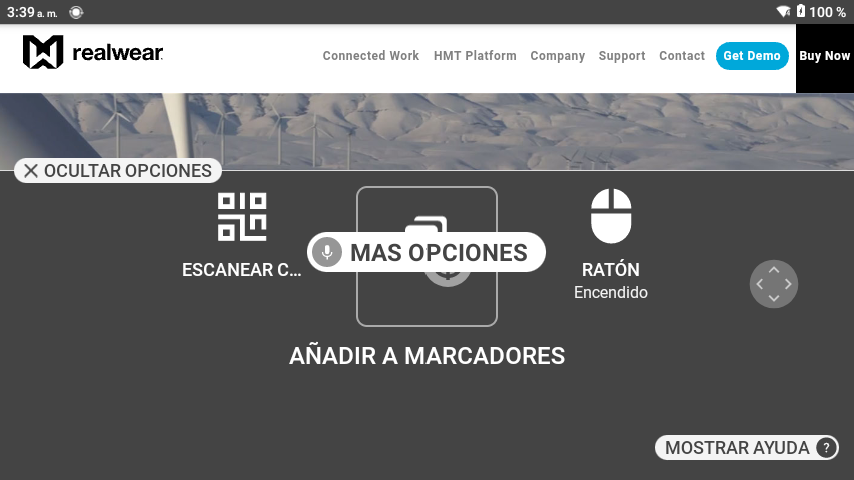 3:39 a. m.
100 %
realwear
Connected Work HMT Platform Company Support Contact Get Demo Buy Now
OCULTAR OPCIONES
MAS OPCIONES
ESCANEAR C...
RATÓN
Encendido
AÑADIR A MARCADORES
MOSTRAR AYUDA ?